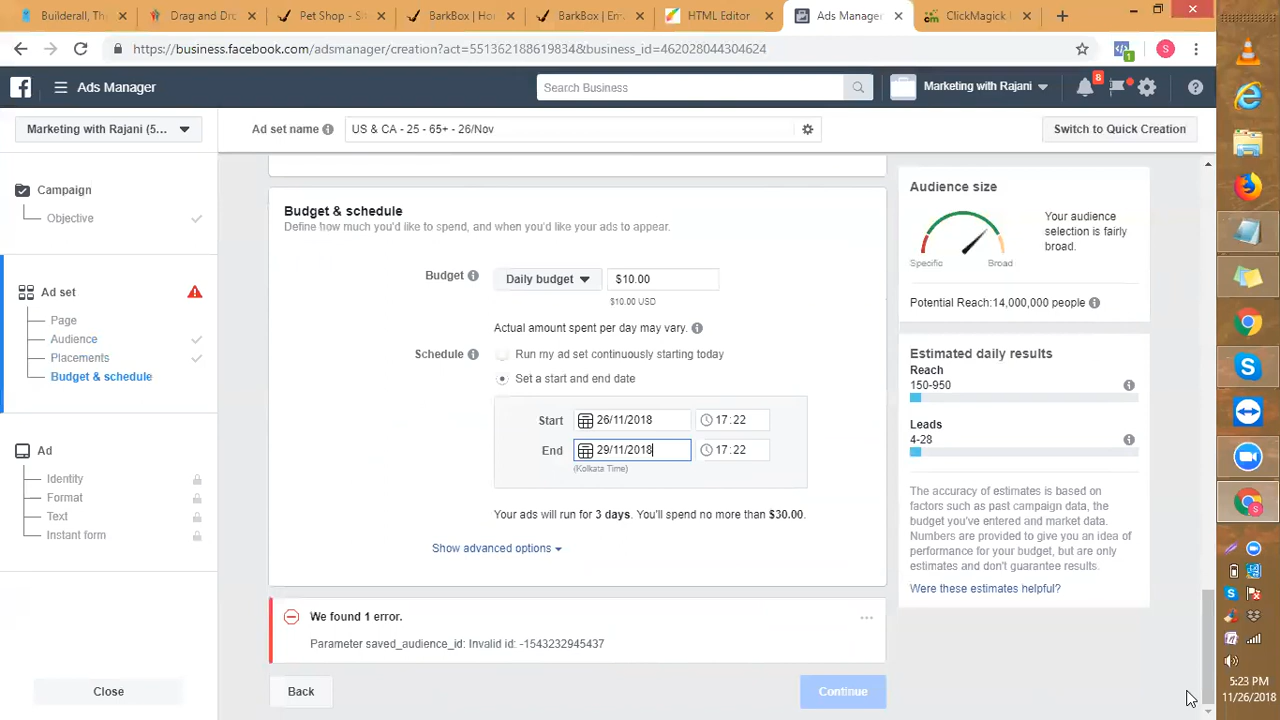 Drag and Dro
Pet Shop - S
BarkBox | Ho
BarkBox | Em
HTML Editor
Ads Manager
ClickMagick |
https://business.facebook.com/adsmanager/creation?act=551362188619834&business_id=462028044304624
Ads Manager
Search Business
Marketing with Rajani
8
Marketing with Rajani (5...
Ad set name
US & CA - 25 - 65+ - 26/Nov
Switch to Quick Creation
Campaign
Objective
Ad set
Page
Audience
Placements
Budget & schedule
Ad
Identity
Format
Text
Instant form
Close
Budget & schedule
Define how much you'd like to spend, and when you'd like your ads to appear.
Budget
Daily budget
$10.00
$10.00 USD
Actual amount spent per day may vary.
Schedule
Run my ad set continuously starting today
Set a start and end date
Start
26/11/2018
17:22
End
29/11/2018
17:22
(Kolkata Time)
Your ads will run for 3 days. You'll spend no more than $30.00.
Show advanced options
We found 1 error.
Parameter saved_audience_id: Invalid id: -1543232945437
Back
Continue
Audience size
Your audience
selection is fairly
broad.
Specific
Broad
Potential Reach:14,000,000 people
Estimated daily results
Reach
150-950
Leads
4-28
The accuracy of estimates is based on
factors such as past campaign data, the
budget you've entered and market data.
Numbers are provided to give you an idea of
performance for your budget, but are only
estimates and don't guarantee results.
Were these estimates helpful?
5:23 PM
11/26/2018